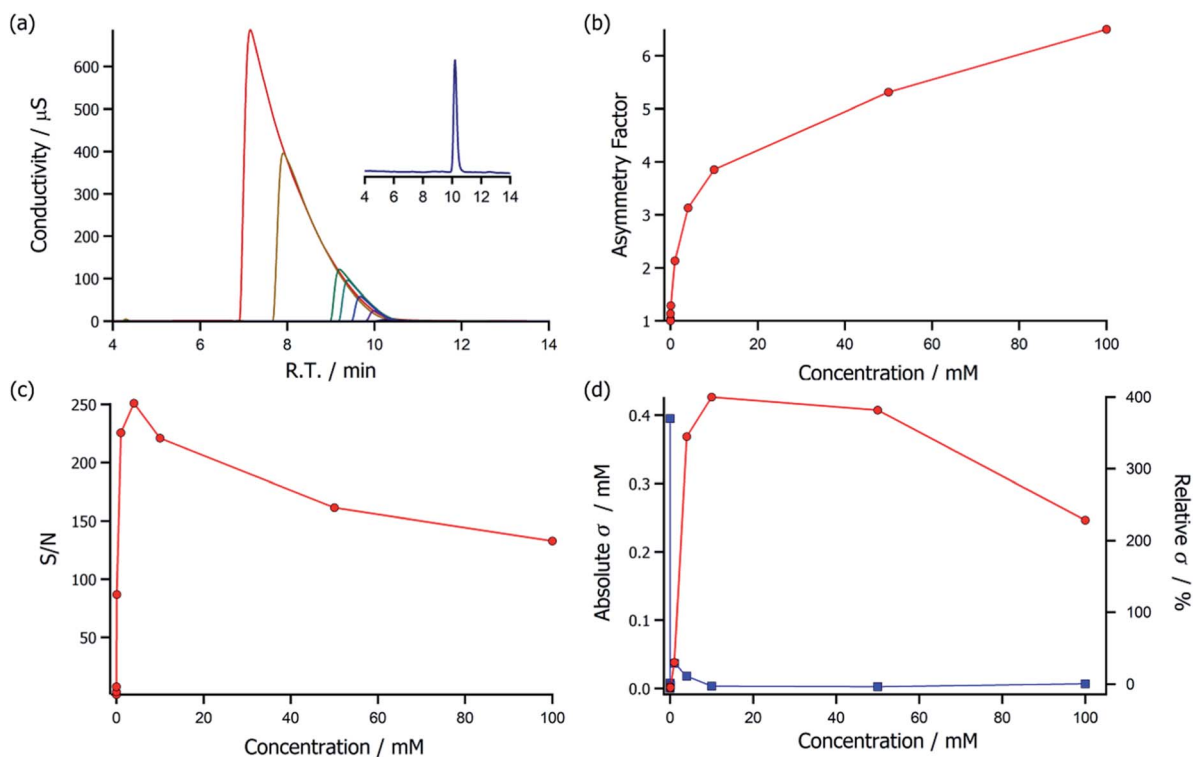 (a)
Conductivity / μS
600
500
400
300
200
100
0
4 6 8 10 12 14
R.T. / min
4 6 8 10 12 14
(b)
Asymmetry Factor
6
5
4
3
2
1
0 20 40 60 80 100
Concentration / mM
(c)
S/N
250
200
150
100
50
0 20 40 60 80 100
Concentration / mM
(d)
Absolute σ / mM
0.4
0.3
0.2
0.1
0.0
400
300
200
100
0
Relative σ / %
0 20 40 60 80 100
Concentration / mM